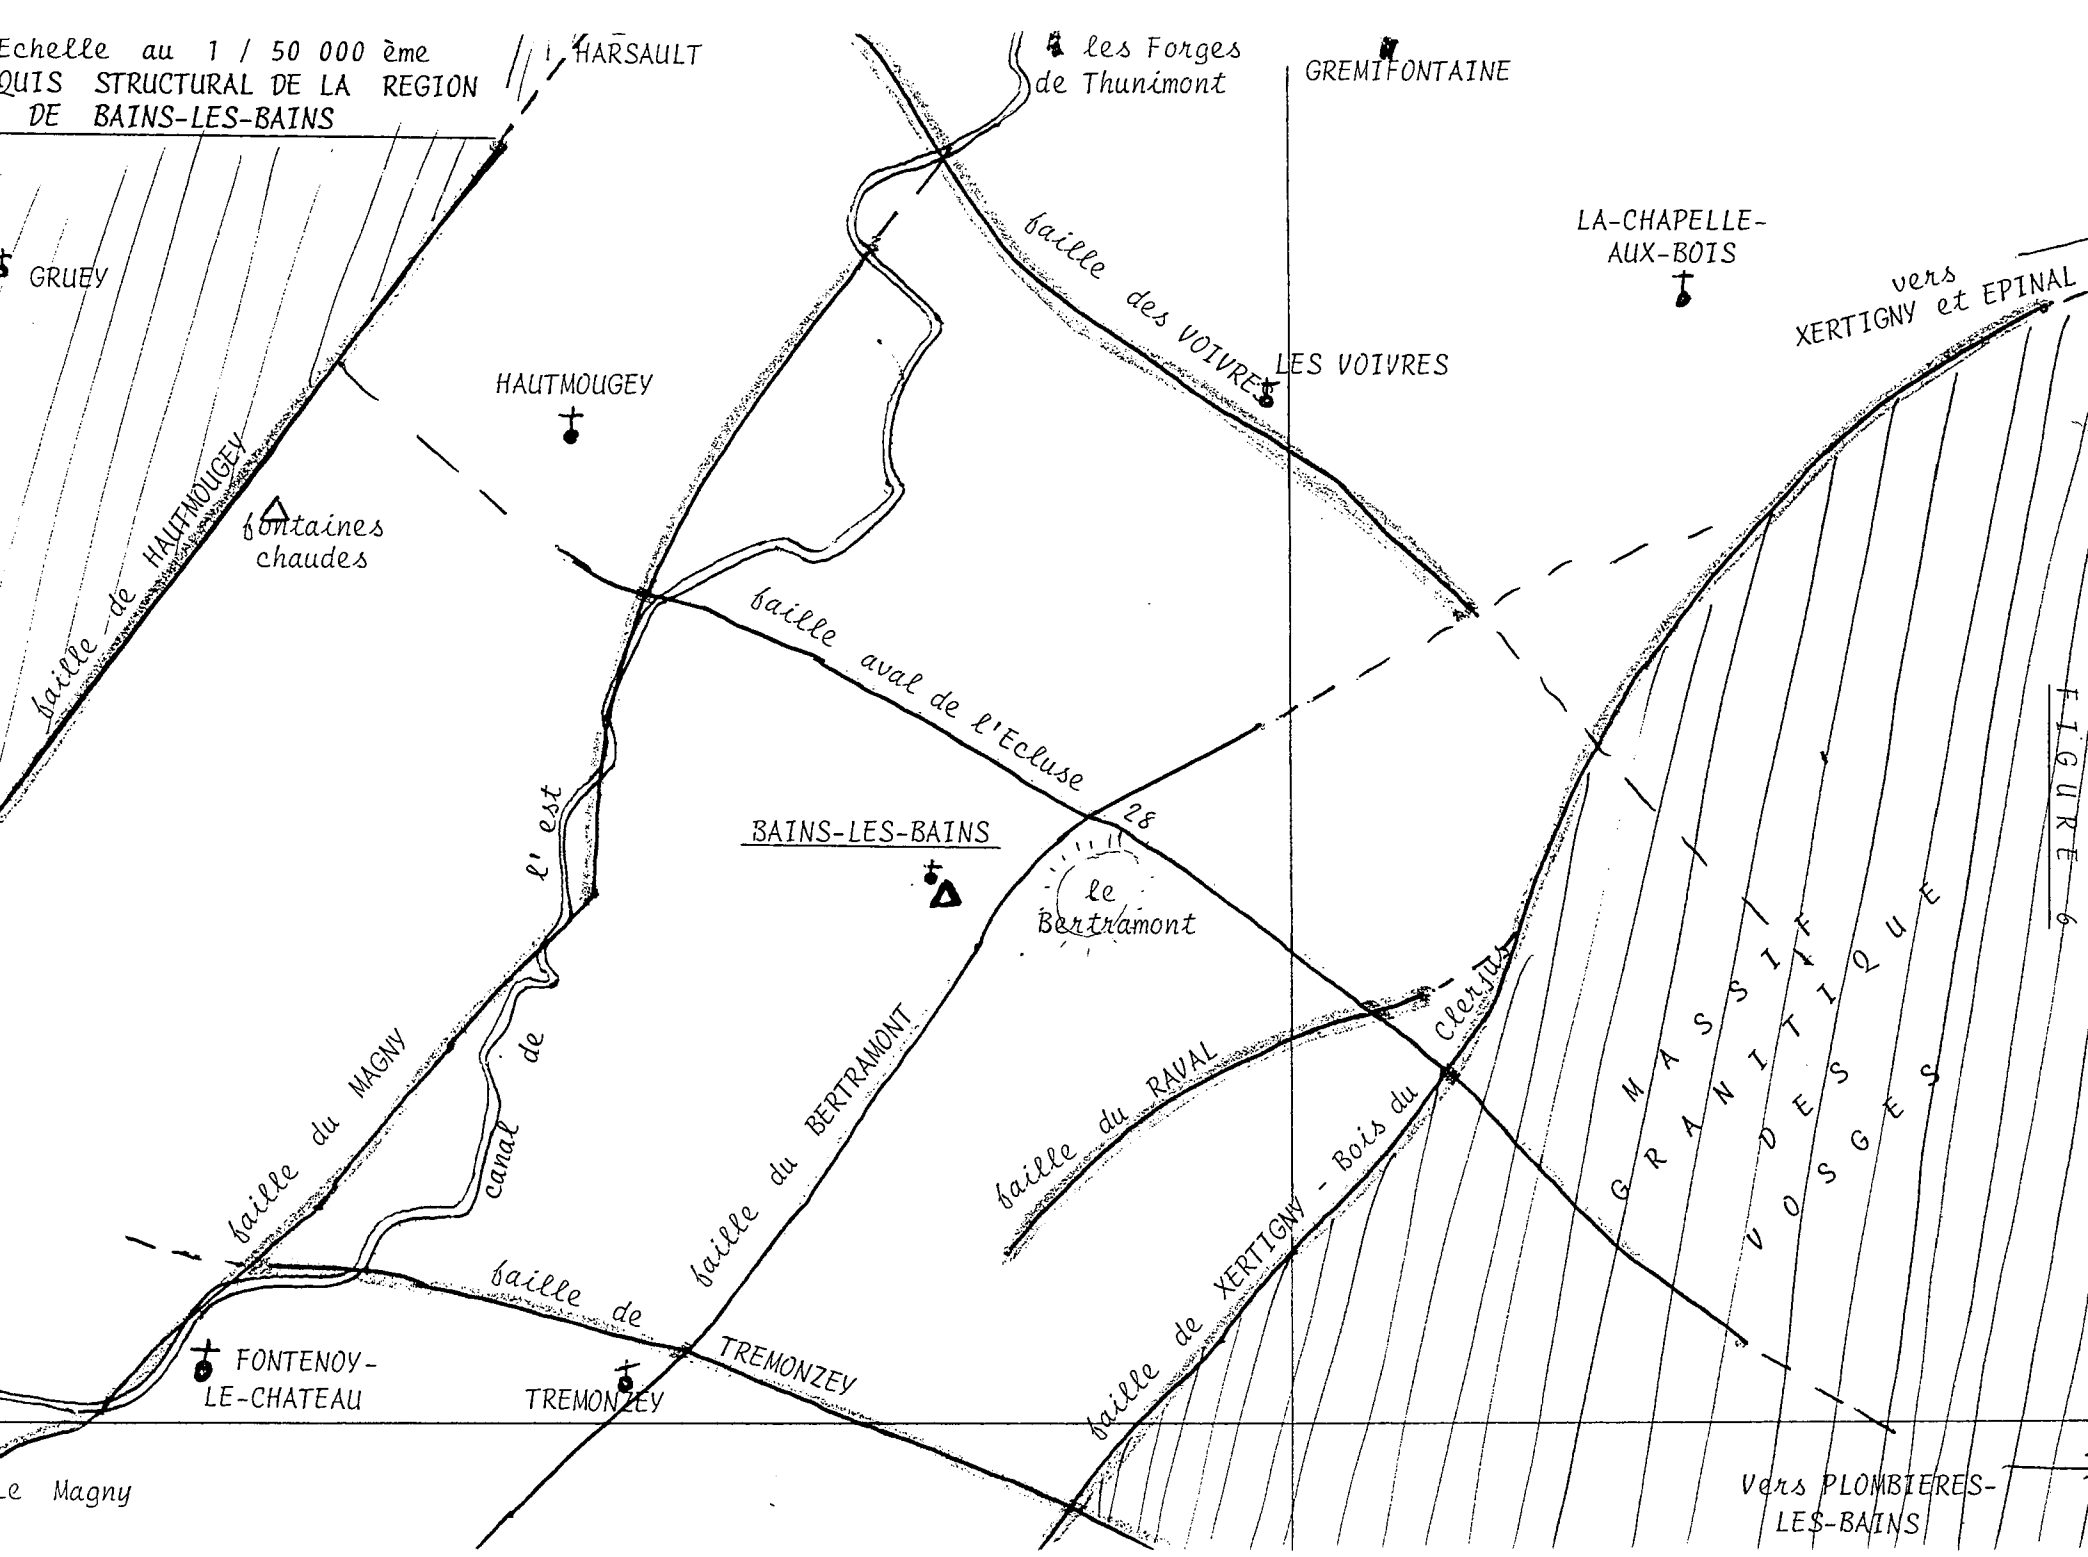 Echelle au 1 / 50 000 ème
QUIS STRUCTURAL DE LA REGION
DE BAINS-LES-BAINS
HARSAULT
les Forges
de Thunimont
GREMIFONTAINE
LA-CHAPELLE-
AUX-BOIS
vers
XERTIGNY et EPINAL
GRUEY
HAUTMOUGEY
faille des VOIVRES
LES VOIVRES
faille de HAUTMOUGEY
fontaines
chaudes
faille aval de l'Ecluse
28
BAINS-LES-BAINS
le
Bertramont
canal de l'est
faille du MAGNY
faille du BERTRAMONT
faille du RAVAL
faille de XERTIGNY - Bois du Clerjus
MASSIF
GRANITIQUE
DES
VOSGES
FIGURE 6
faille de TREMONZEY
FONTENOY-
LE-CHATEAU
TREMONZEY
Le Magny
Vers PLOMBIERES-
LES-BAINS